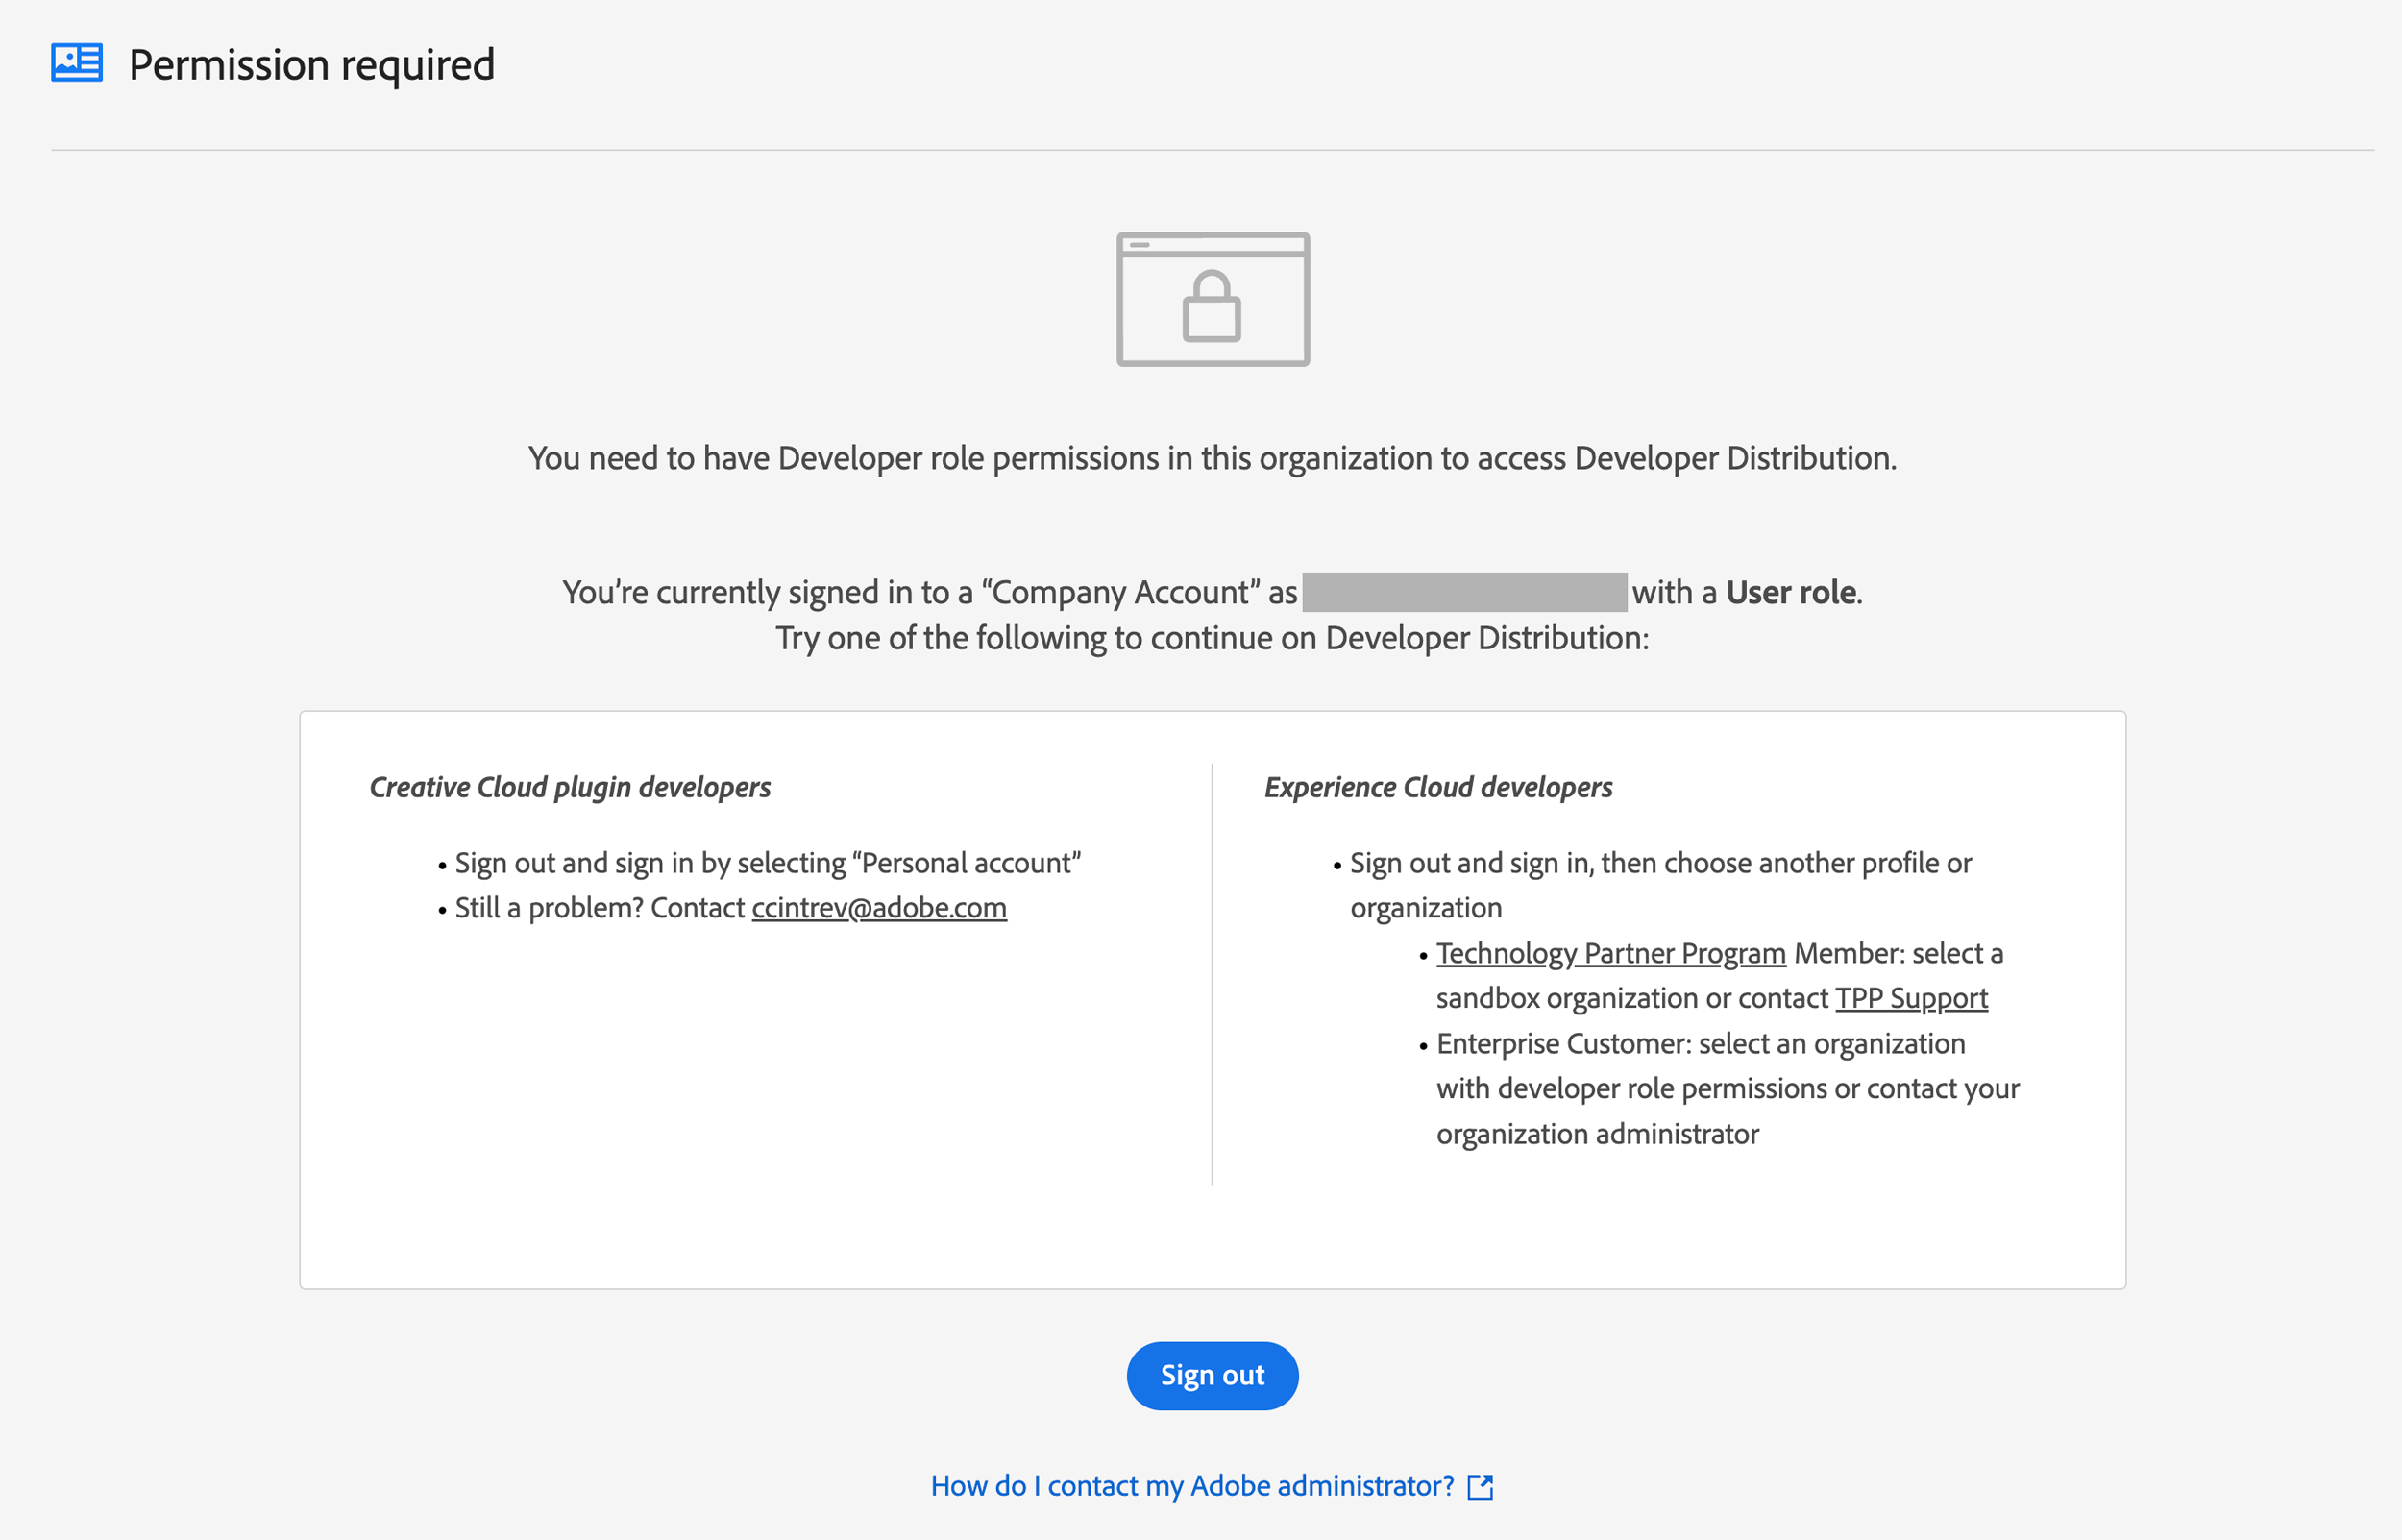 Permission required
You need to have Developer role permissions in this organization to access Developer Distribution.
You’re currently signed in to a “Company Account” as with a User role.
Try one of the following to continue on Developer Distribution:
Creative Cloud plugin developers
• Sign out and sign in by selecting “Personal account”
• Still a problem? Contact ccintrev@adobe.com
Experience Cloud developers
• Sign out and sign in, then choose another profile or
organization
• Technology Partner Program Member: select a
sandbox organization or contact TPP Support
• Enterprise Customer: select an organization
with developer role permissions or contact your
organization administrator
Sign out
How do I contact my Adobe administrator?